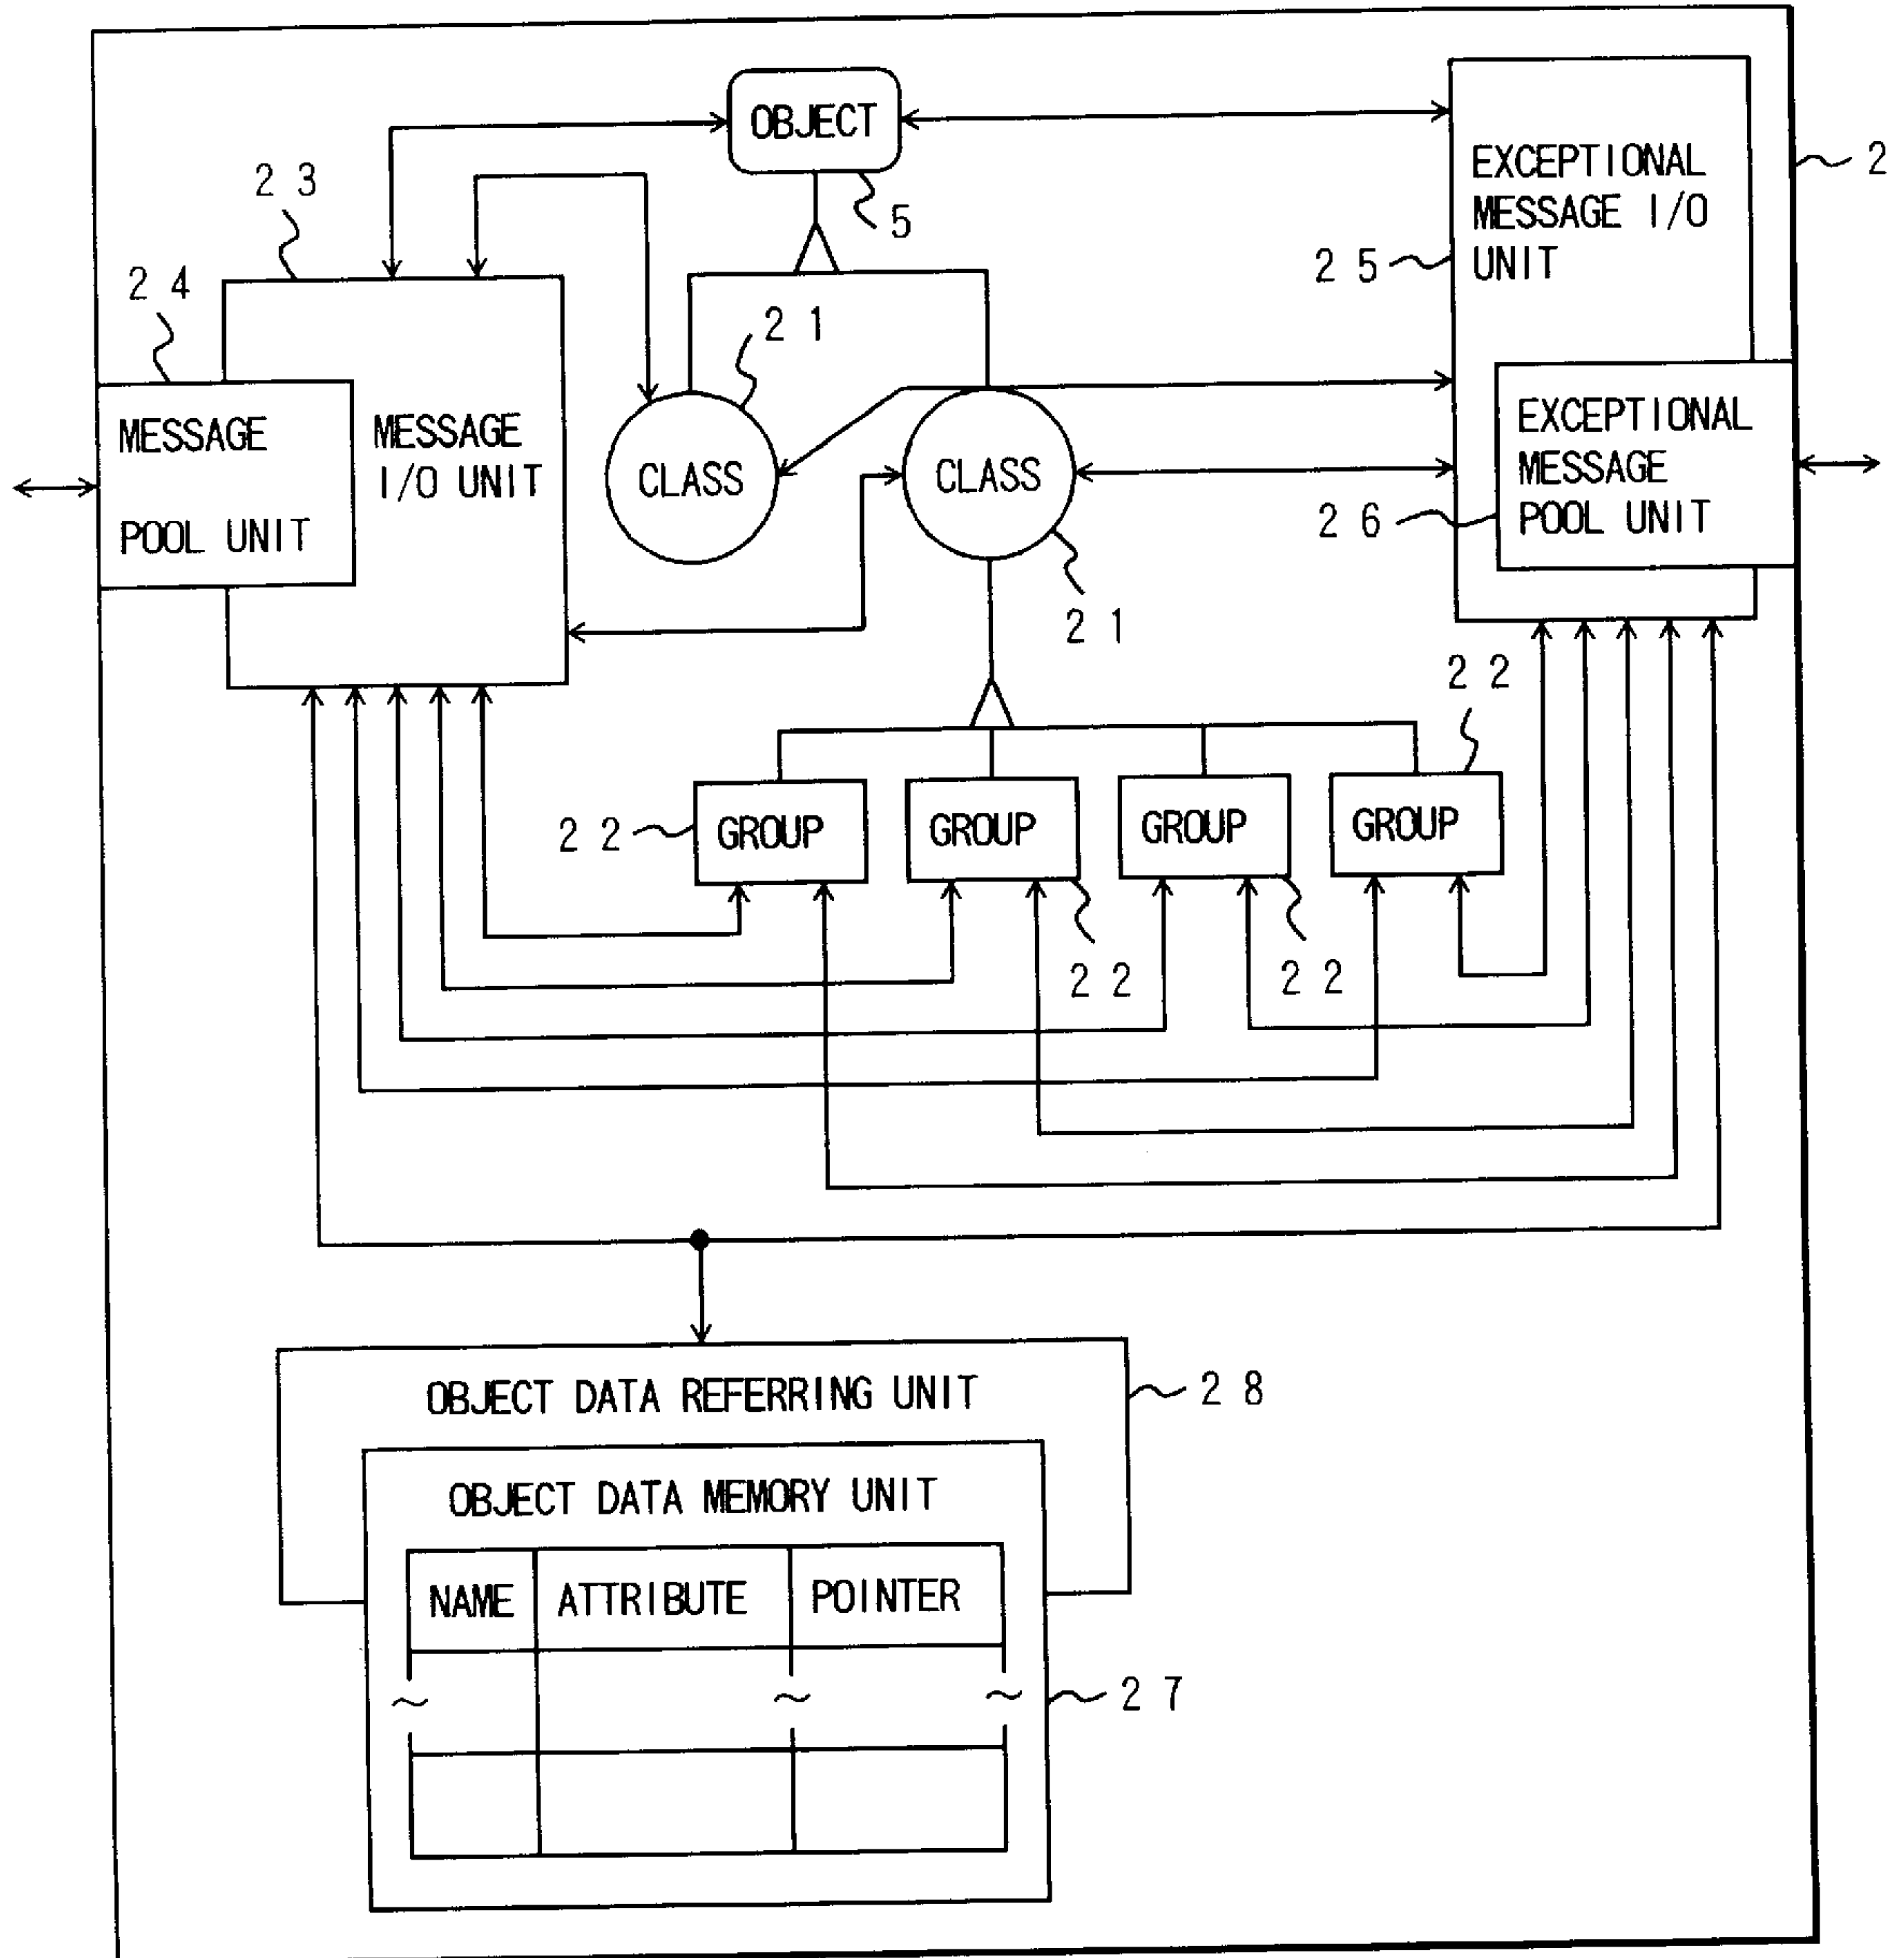 OBJECT
5
2
EXCEPTIONAL
MESSAGE I/O
UNIT
2 5
2 3
2 4
2 1
MESSAGE
POOL UNIT
MESSAGE
I/O UNIT
CLASS
CLASS
EXCEPTIONAL
MESSAGE
POOL UNIT
2 6
2 1
2 2
2 2
GROUP
GROUP
GROUP
GROUP
2 2
2 2
OBJECT DATA REFERRING UNIT
2 8
OBJECT DATA MEMORY UNIT
NAME
ATTRIBUTE
POINTER
2 7